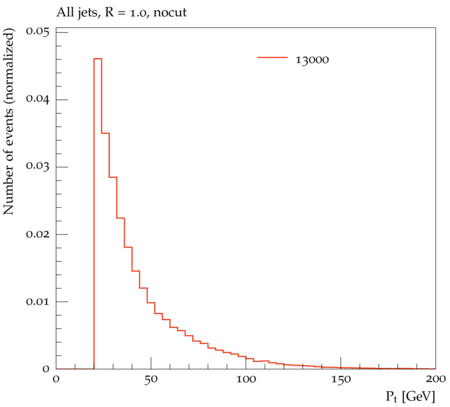 All jets, R = 1.0, nocut
Number of events (normalized)
0.05
0.04
0.03
0.02
0.01
0
13000
0 50 100 150 200
Pt [GeV]